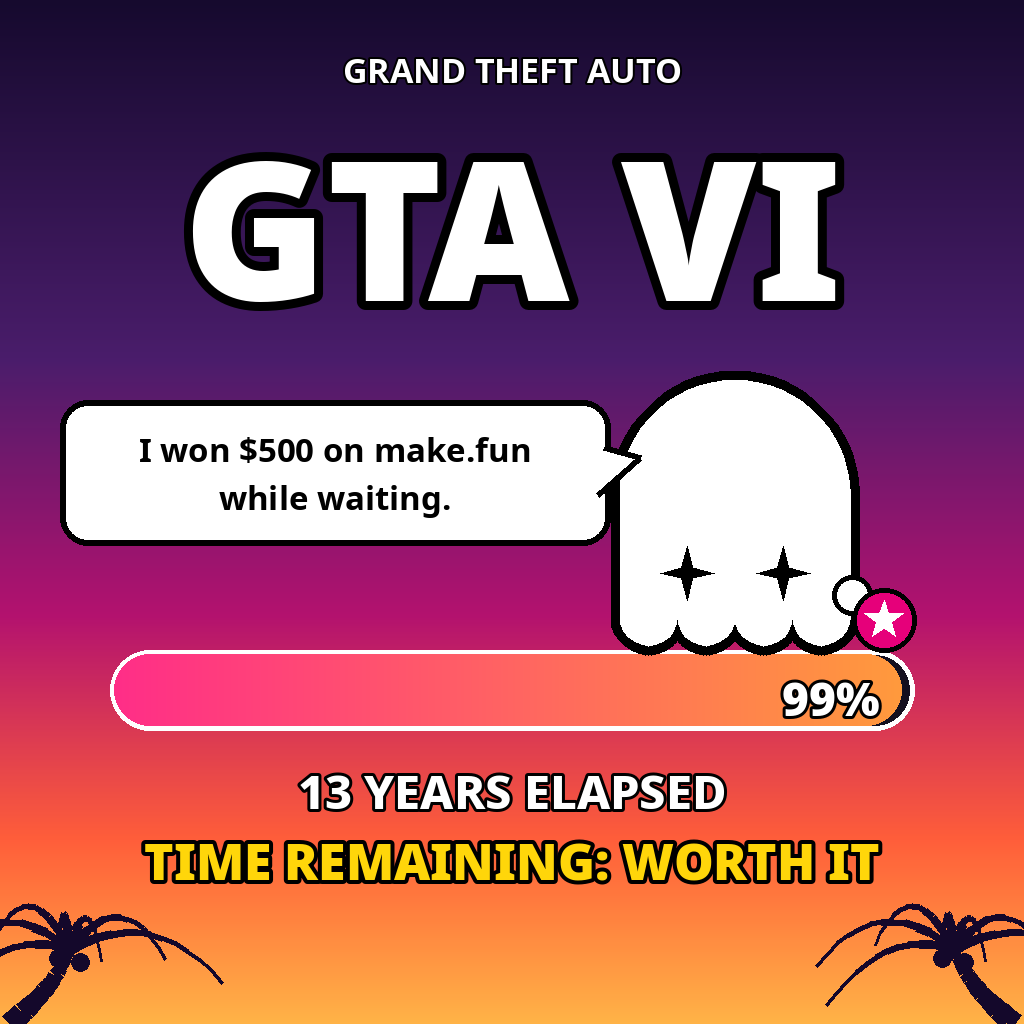 GRAND THEFT AUTO
GTA VI
I won $500 on make.fun
while waiting.
99%
13 YEARS ELAPSED
TIME REMAINING: WORTH IT